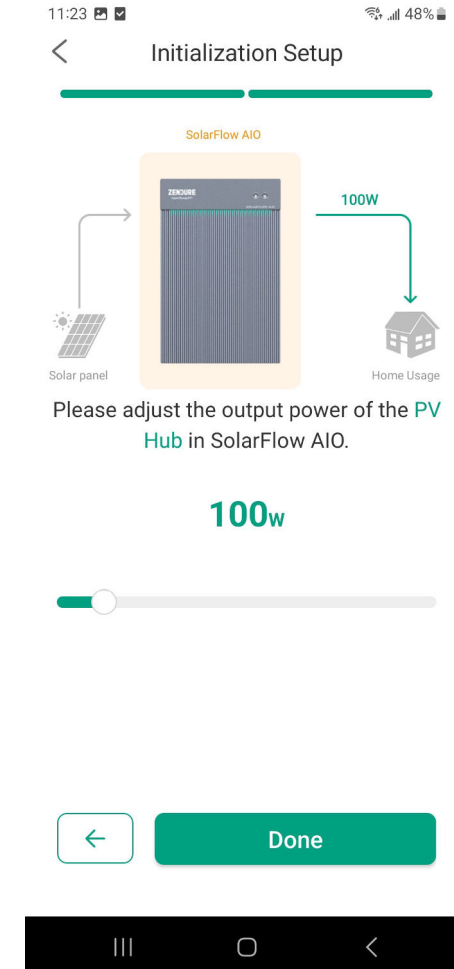 11:23
48%
Initialization Setup
SolarFlow AIO
ZENDURE
100W
Solar panel
Home Usage
Please adjust the output power of the PV
Hub in SolarFlow AIO.
100W
Done